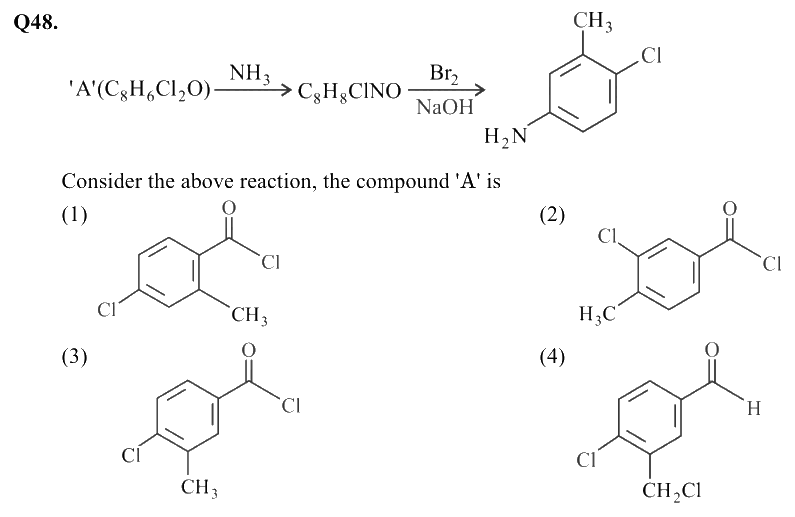 Q48.
'A'(C₈H₆Cl₂O) NH₃ C₈H₈ClNO Br₂ NaOH
CH₃
Cl
H₂N
Consider the above reaction, the compound 'A' is
(1)
O
Cl
Cl
CH₃
(2)
O
Cl
Cl
H₃C
(3)
O
Cl
Cl
CH₃
(4)
O
H
Cl
CH₂Cl